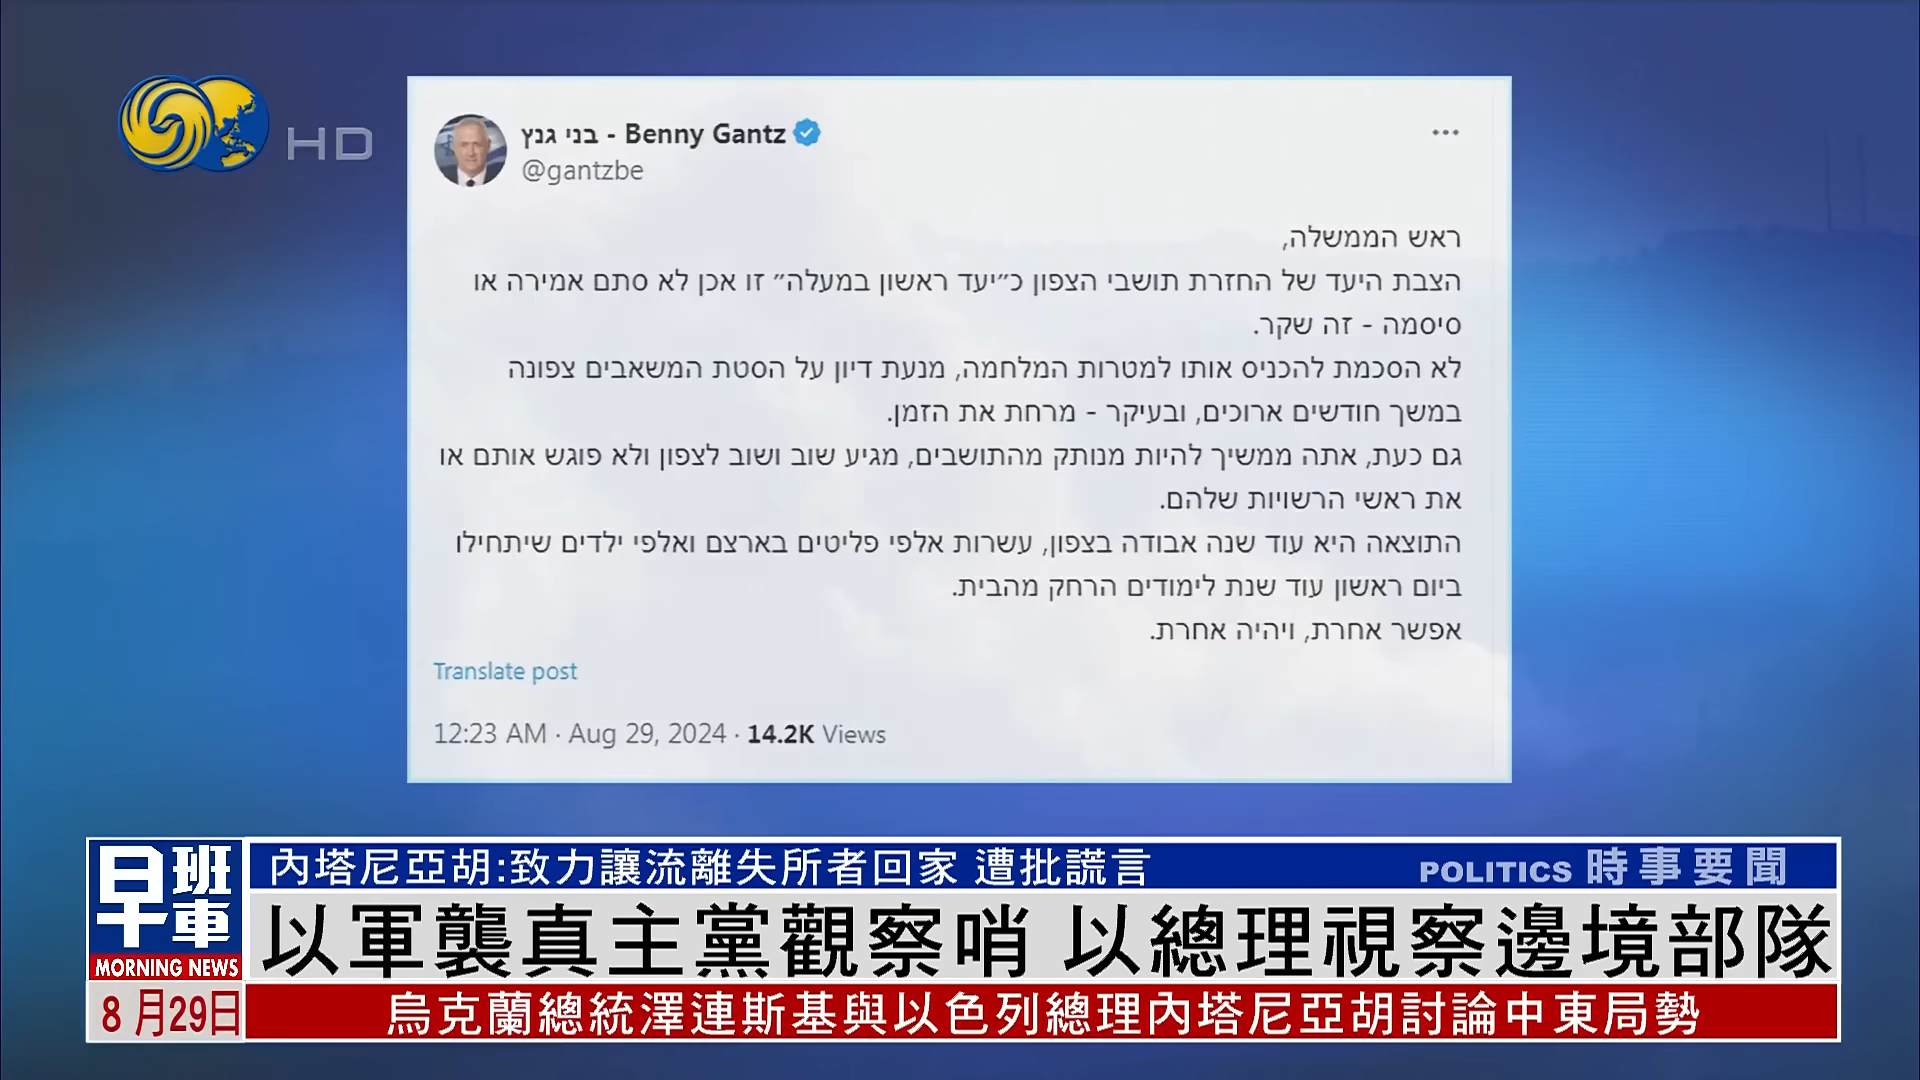 HD
בני גנץ - Benny Gantz
@gantzbe
ראש הממשלה,
הצבת היעד של החזרת תושבי הצפון כ״יעד ראשון במעלה״ זו אכן לא סתם אמירה או
סיסמה - זה שקר.
לא הסכמת להכניס אותו למטרות המלחמה, מנעת דיון על הסטת המשאבים צפונה
במשך חודשים ארוכים, ובעיקר - מרחת את הזמן.
גם כעת, אתה ממשיך להיות מנותק מהתושבים, מגיע שוב ושוב לצפון ולא פוגש אותם או
את ראשי הרשויות שלהם.
התוצאה היא עוד שנה אבודה בצפון, עשרות אלפי פליטים בארצם ואלפי ילדים שיתחילו
ביום ראשון עוד שנת לימודים הרחק מהבית.
אפשר אחרת, ויהיה אחרת.
Translate post
12:23 AM · Aug 29, 2024 · 14.2K Views
早班車
MORNING NEWS
8月29日
內塔尼亞胡:致力讓流離失所者回家 遭批謊言
POLITICS 時事要聞
以軍襲真主黨觀察哨 以總理視察邊境部隊
烏克蘭總統澤連斯基與以色列總理內塔尼亞胡討論中東局勢